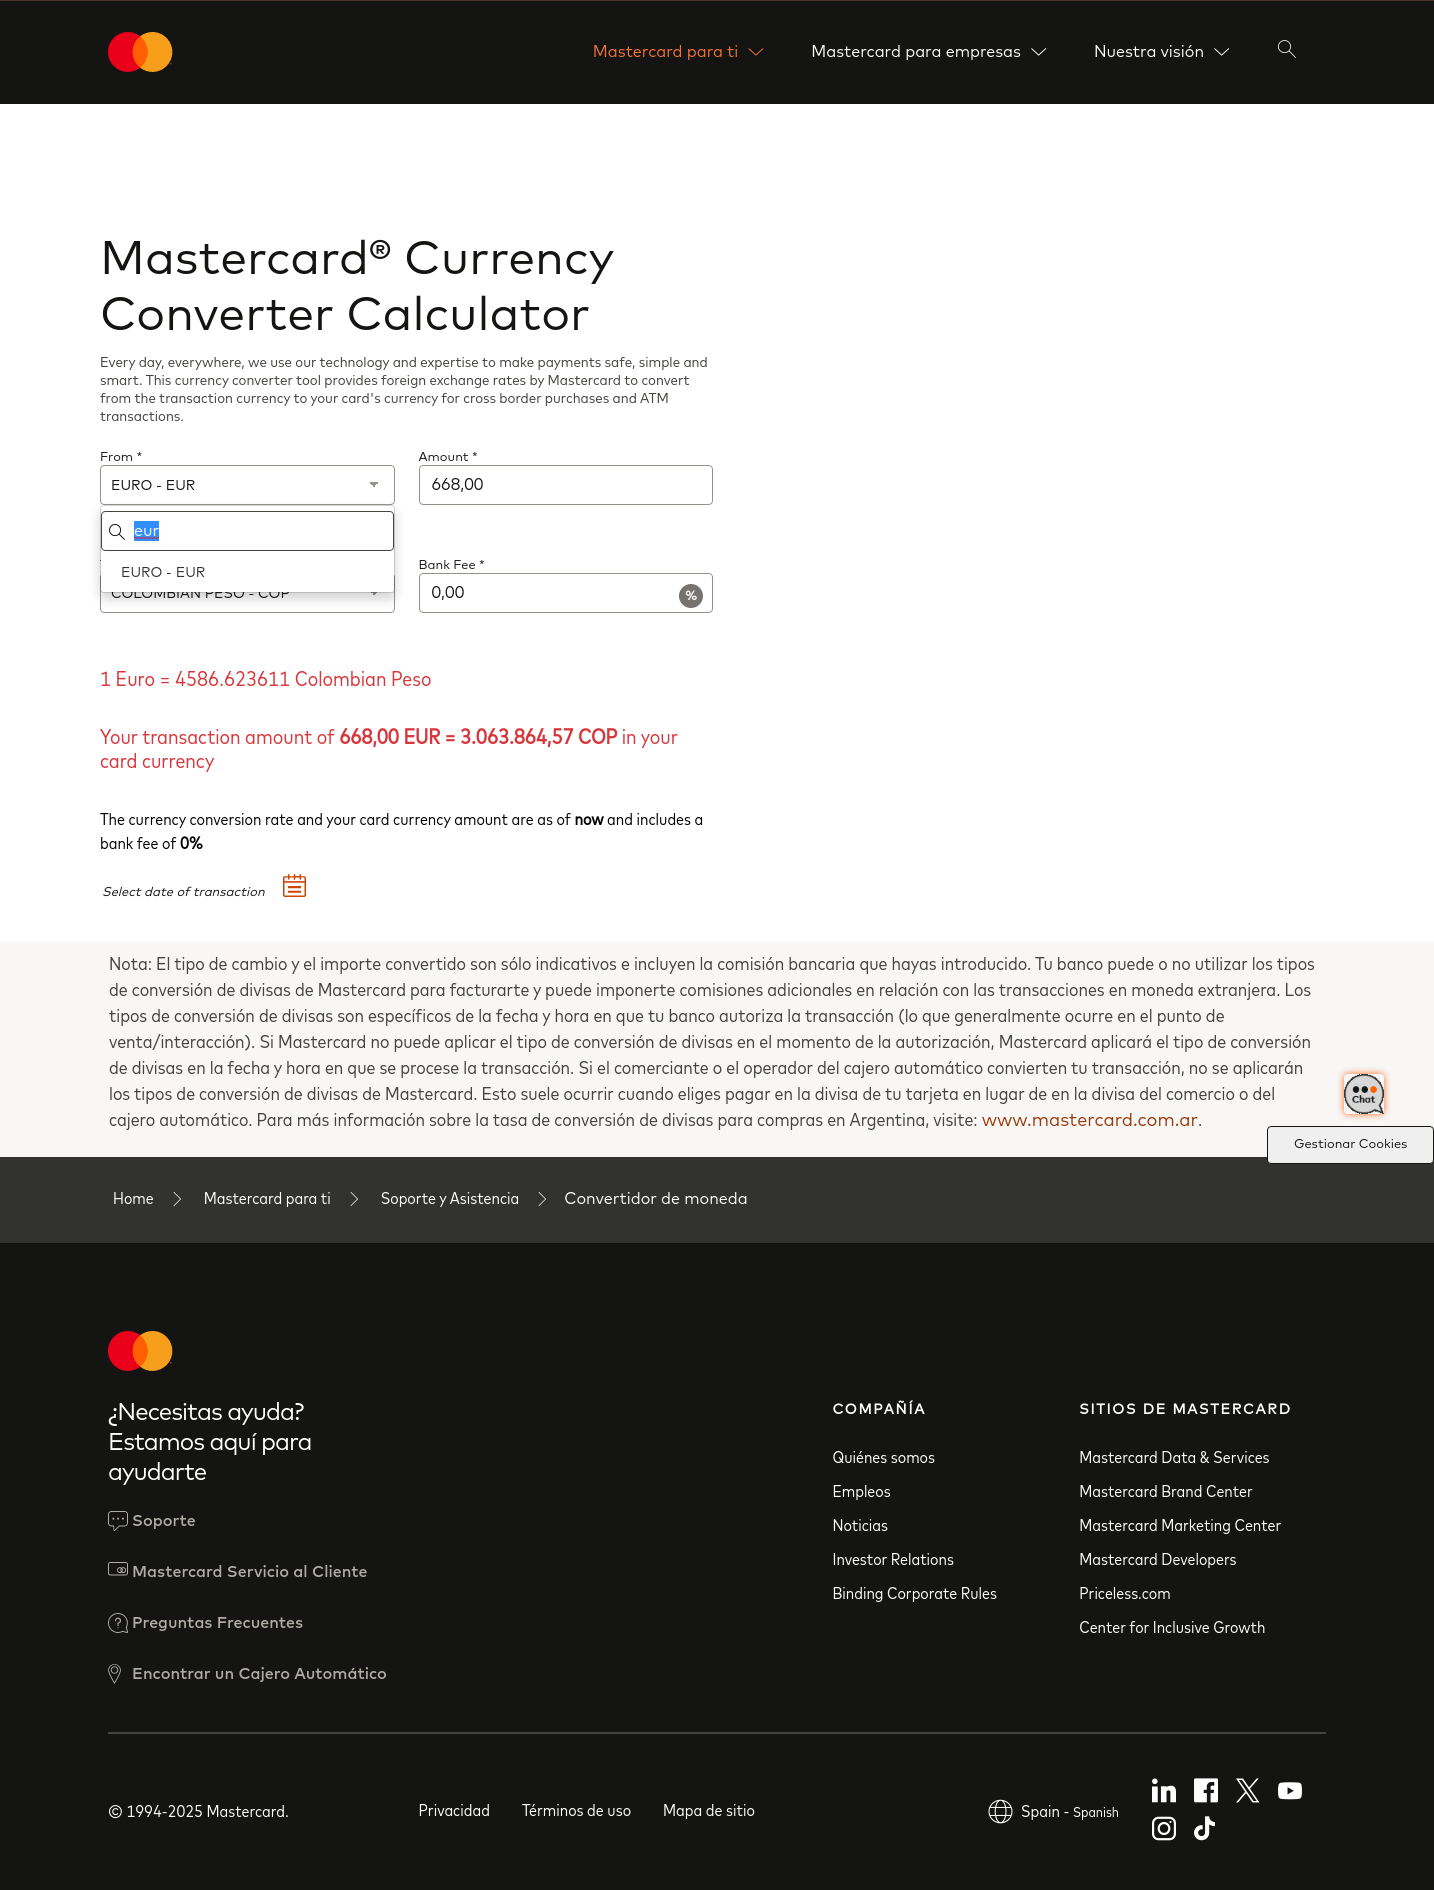 Mastercard para ti
Mastercard para empresas
Nuestra visión
Mastercard® Currency
Converter Calculator
Every day, everywhere, we use our technology and expertise to make payments safe, simple and
smart. This currency converter tool provides foreign exchange rates by Mastercard to convert
from the transaction currency to your card's currency for cross border purchases and ATM
transactions.
From *
Amount *
EURO - EUR
668,00
eur
EURO - EUR
Bank Fee *
COLOMBIAN PESO - COP
0,00
%
1 Euro = 4586.623611 Colombian Peso
Your transaction amount of 668,00 EUR = 3.063.864,57 COP in your
card currency
The currency conversion rate and your card currency amount are as of now and includes a
bank fee of 0%
Select date of transaction
Nota: El tipo de cambio y el importe convertido son sólo indicativos e incluyen la comisión bancaria que hayas introducido. Tu banco puede o no utilizar los tipos
de conversión de divisas de Mastercard para facturarte y puede imponerte comisiones adicionales en relación con las transacciones en moneda extranjera. Los
tipos de conversión de divisas son específicos de la fecha y hora en que tu banco autoriza la transacción (lo que generalmente ocurre en el punto de
venta/interacción). Si Mastercard no puede aplicar el tipo de conversión de divisas en el momento de la autorización, Mastercard aplicará el tipo de conversión
de divisas en la fecha y hora en que se procese la transacción. Si el comerciante o el operador del cajero automático convierten tu transacción, no se aplicarán
los tipos de conversión de divisas de Mastercard. Esto suele ocurrir cuando eliges pagar en la divisa de tu tarjeta en lugar de en la divisa del comercio o del
cajero automático. Para más información sobre la tasa de conversión de divisas para compras en Argentina, visite: www.mastercard.com.ar.
Chat
Gestionar Cookies
Home
Mastercard para ti
Soporte y Asistencia
Convertidor de moneda
¿Necesitas ayuda?
Estamos aquí para
ayudarte
Soporte
Mastercard Servicio al Cliente
Preguntas Frecuentes
Encontrar un Cajero Automático
COMPAÑÍA
Quiénes somos
Empleos
Noticias
Investor Relations
Binding Corporate Rules
SITIOS DE MASTERCARD
Mastercard Data & Services
Mastercard Brand Center
Mastercard Marketing Center
Mastercard Developers
Priceless.com
Center for Inclusive Growth
© 1994-2025 Mastercard.
Privacidad
Términos de uso
Mapa de sitio
Spain - Spanish